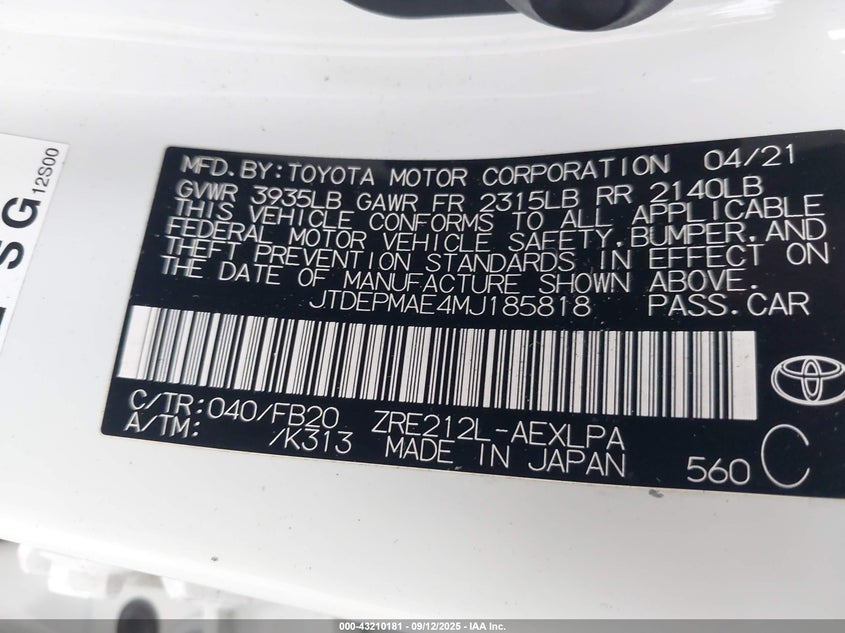 SG
12S00
MFD. BY: TOYOTA MOTOR CORPORATION 04/21
GVWR 3935LB GAWR FR 2315LB RR 2140LB
THIS VEHICLE CONFORMS TO ALL APPLICABLE
FEDERAL MOTOR VEHICLE SAFETY, BUMPER, AND
THEFT PREVENTION STANDARDS IN EFFECT ON
THE DATE OF MANUFACTURE SHOWN ABOVE.
JTDEPMAE4MJ185818 PASS.CAR
C/TR: 040/FB20 ZRE212L-AEXLPA
A/TM: /K313 MADE IN JAPAN 560 C
000-43210181 - 09/12/2025 - IAA Inc.